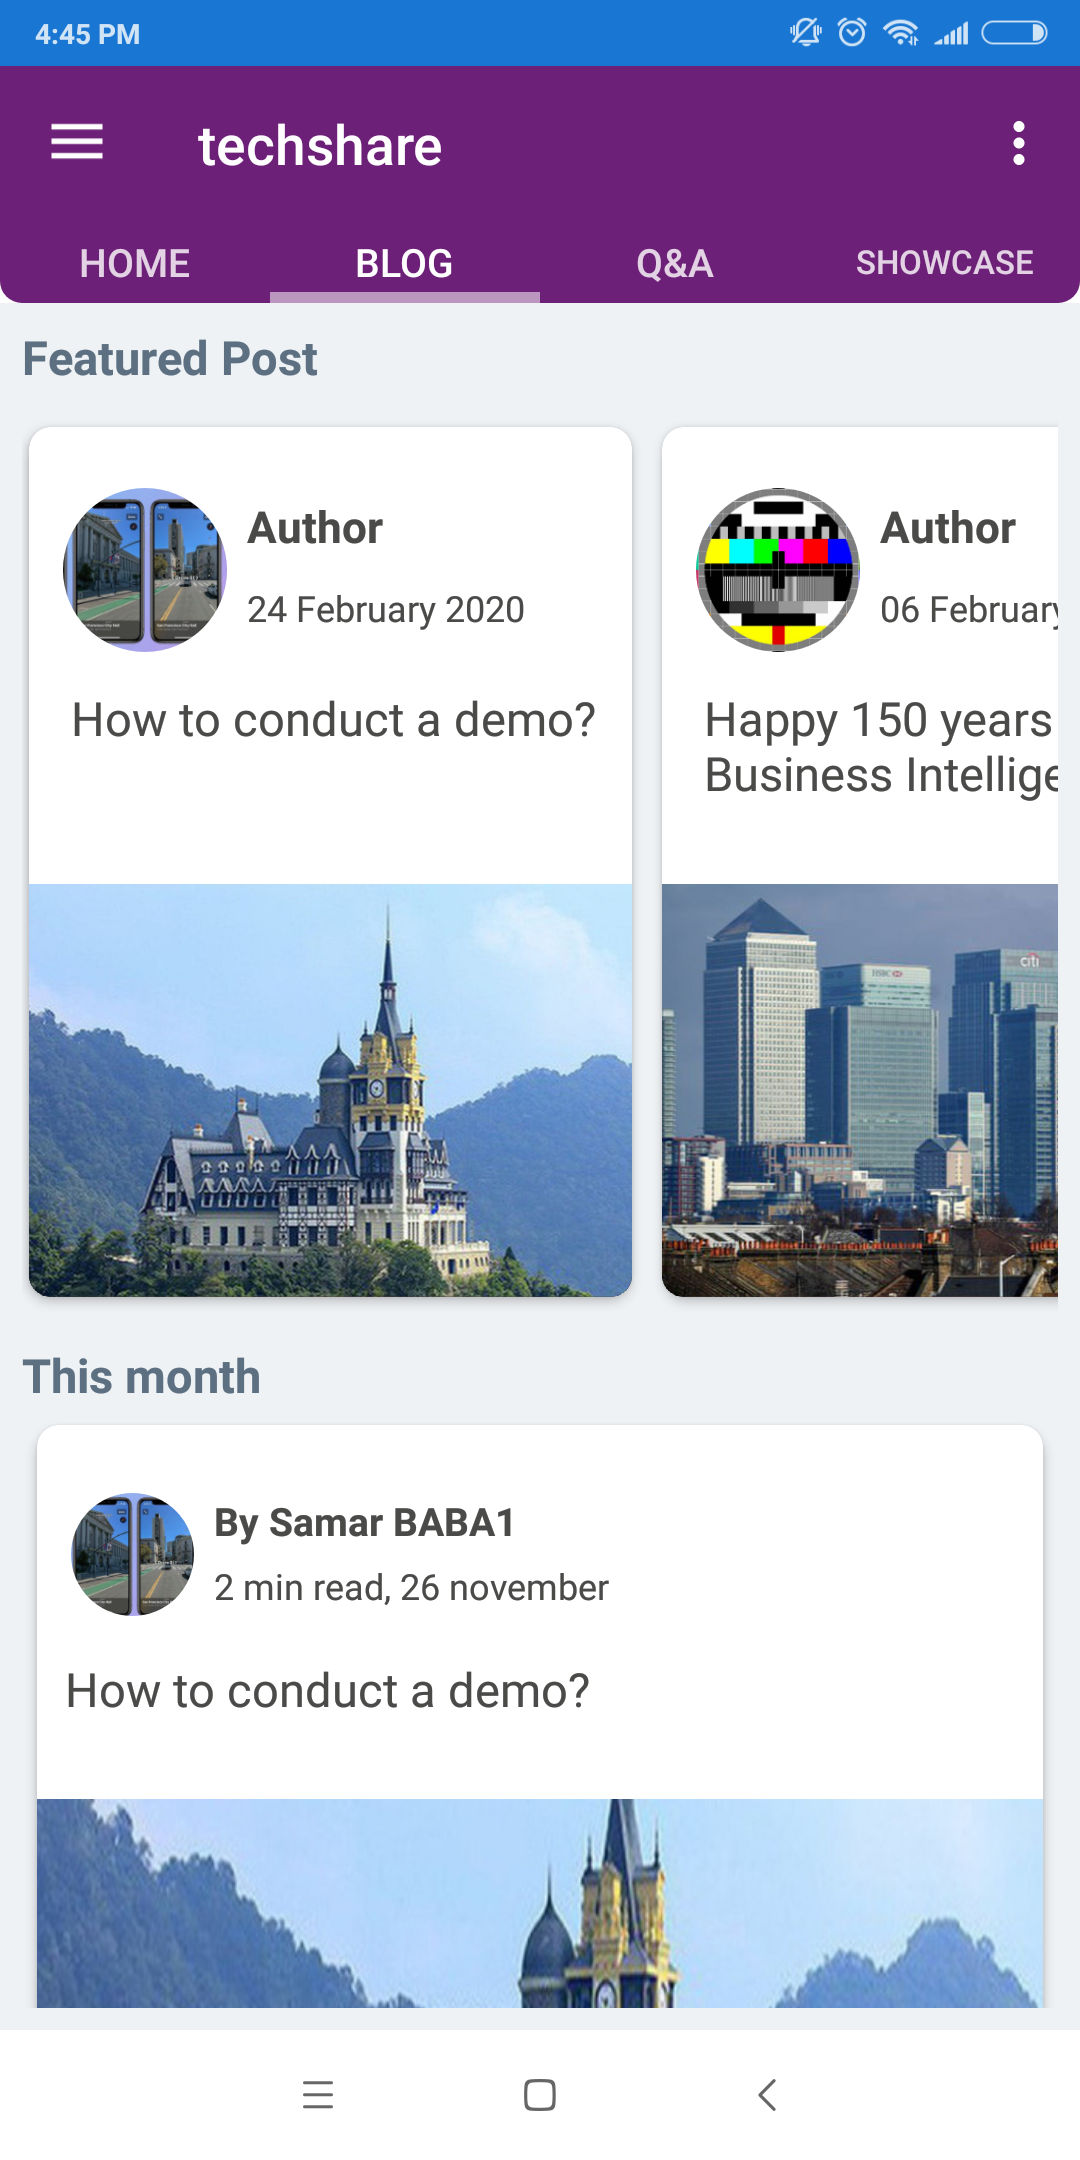 4:45 PM
techshare
HOME
BLOG
Q&A
SHOWCASE
Featured Post
Author
24 February 2020
How to conduct a demo?
Author
06 February
Happy 150 years
Business Intellige
HSBC
citi
This month
By Samar BABA1
2 min read, 26 november
How to conduct a demo?